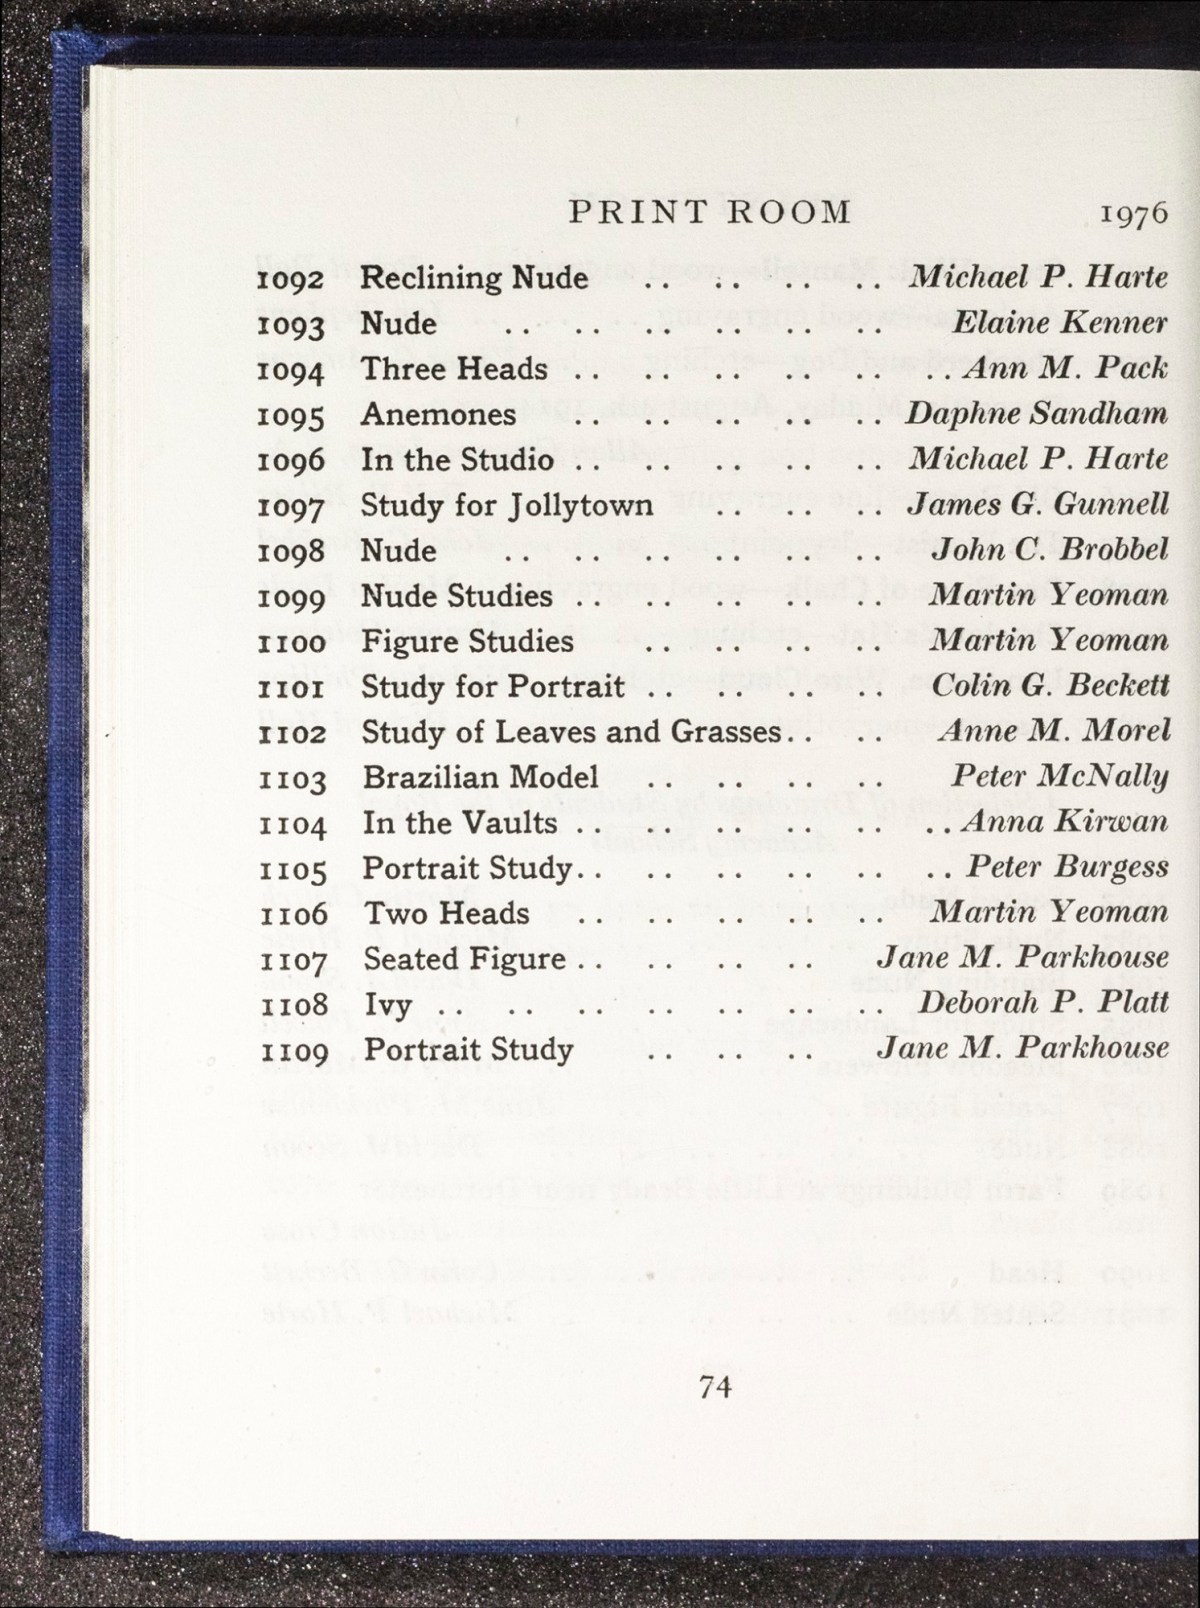 PRINT ROOM 1976
1092 Reclining Nude .. .. .. .. Michael P. Harte
1093 Nude .. .. .. .. .. .. Elaine Kenner
1094 Three Heads .. .. .. .. .. .. Ann M. Pack
1095 Anemones .. .. .. .. .. Daphne Sandham
1096 In the Studio .. .. .. .. .. Michael P. Harte
1097 Study for Jollytown .. .. .. James G. Gunnell
1098 Nude .. .. .. .. .. .. John C. Brobbel
1099 Nude Studies .. .. .. .. .. Martin Yeoman
1100 Figure Studies .. .. .. .. Martin Yeoman
1101 Study for Portrait .. .. .. .. Colin G. Beckett
1102 Study of Leaves and Grasses .. .. Anne M. Morel
1103 Brazilian Model .. .. .. .. Peter McNally
1104 In the Vaults .. .. .. .. .. .. Anna Kirwan
1105 Portrait Study .. .. .. .. .. .. Peter Burgess
1106 Two Heads .. .. .. .. .. Martin Yeoman
1107 Seated Figure .. .. .. .. Jane M. Parkhouse
1108 Ivy .. .. .. .. .. .. .. Deborah P. Platt
1109 Portrait Study .. .. .. Jane M. Parkhouse
74